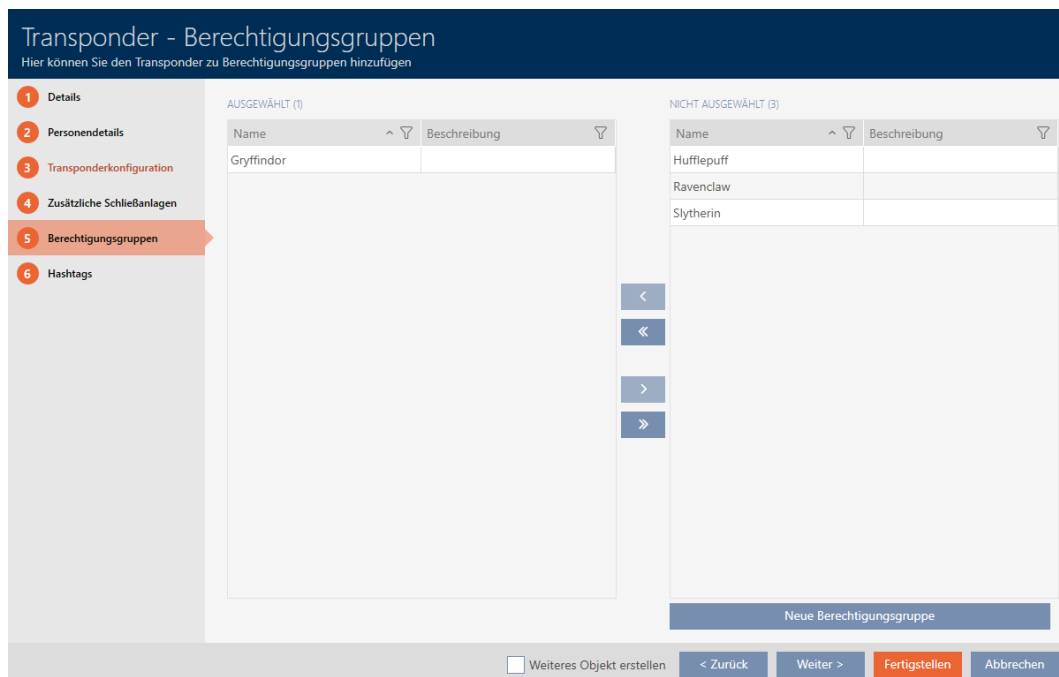 Transponder - Berechtigungsgruppen
Hier können Sie den Transponder zu Berechtigungsgruppen hinzufügen
1 Details
2 Personendetails
3 Transponderkonfiguration
4 Zusätzliche Schließanlagen
5 Berechtigungsgruppen
6 Hashtags
AUSGEWÄHLT (1)
Name Beschreibung
Gryffindor
NICHT AUSGEWÄHLT (3)
Name Beschreibung
Hufflepuff
Ravenclaw
Slytherin
<
«
>
»
Neue Berechtigungsgruppe
Weiteres Objekt erstellen < Zurück Weiter > Fertigstellen Abbrechen